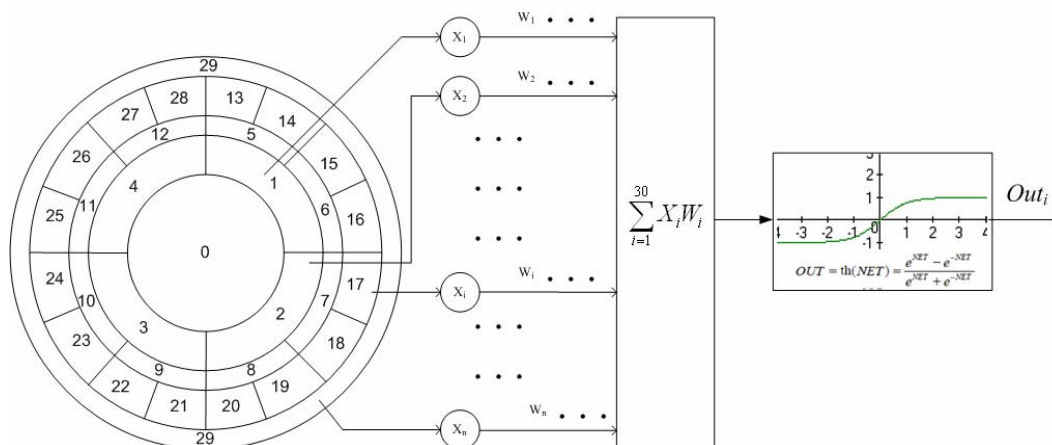 29
27 28 13 14
12 5
26 15
4 1
11 6
25 16
0
24 17
10 7
23 18
3 2
9 8
22 21 20 19
29
X₁
X₂
• • •
• • •
• • •
Xᵢ
• • •
• • •
Xₙ
W₁ • • •
W₂ • • •
Wᵢ • • •
Wₙ • • •
30
∑ XᵢWᵢ
i=1
3
2
1
-4 -3 -2 -1 0 1 2 3 4
-1
OUT = th(NET) = (e^NET − e^−NET) / (e^NET + e^−NET)
Outᵢ